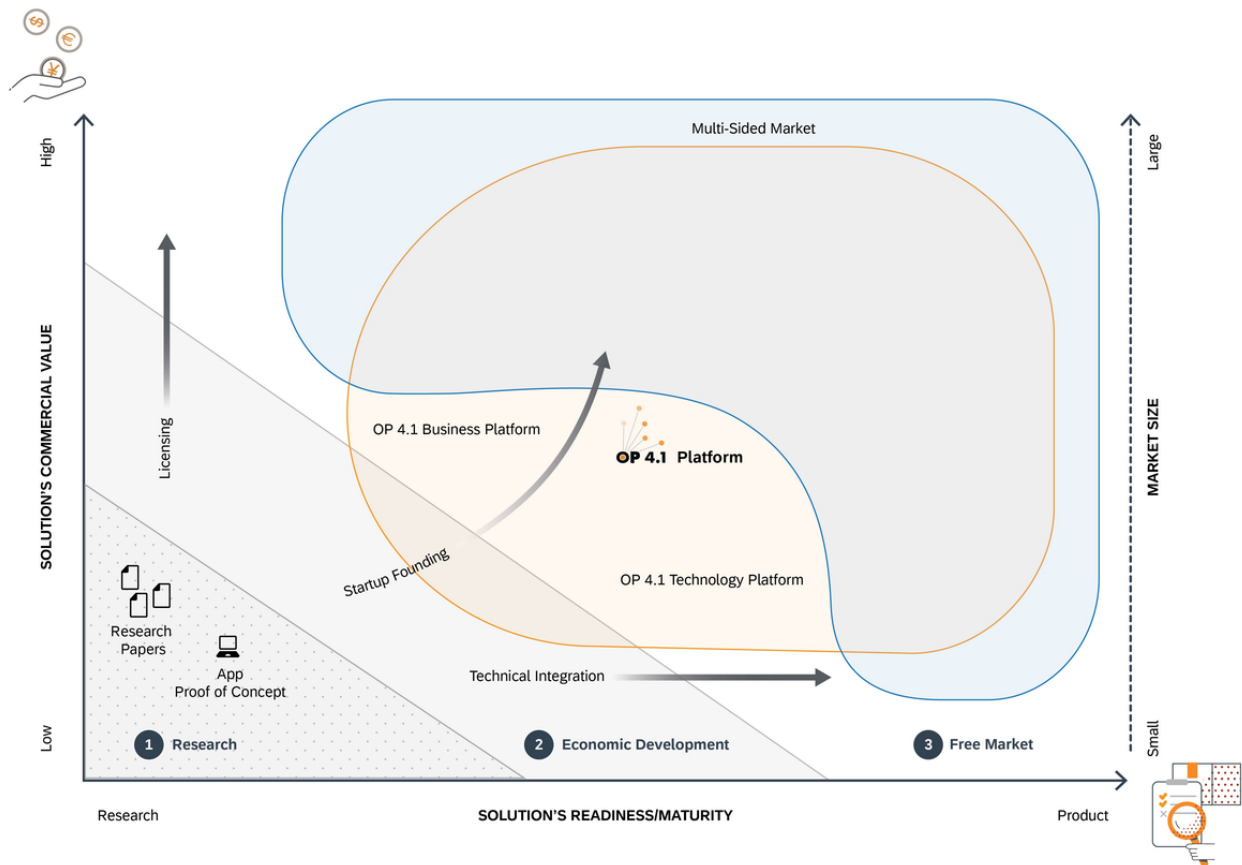 $
€
¥
High
Large
Multi-Sided Market
SOLUTION'S COMMERCIAL VALUE
MARKET SIZE
Licensing
OP 4.1 Business Platform
OP 4.1 Platform
Startup Founding
OP 4.1 Technology Platform
Research
Papers
App
Proof of Concept
Technical Integration
Low
Small
1 Research
2 Economic Development
3 Free Market
Research
SOLUTION'S READINESS/MATURITY
Product